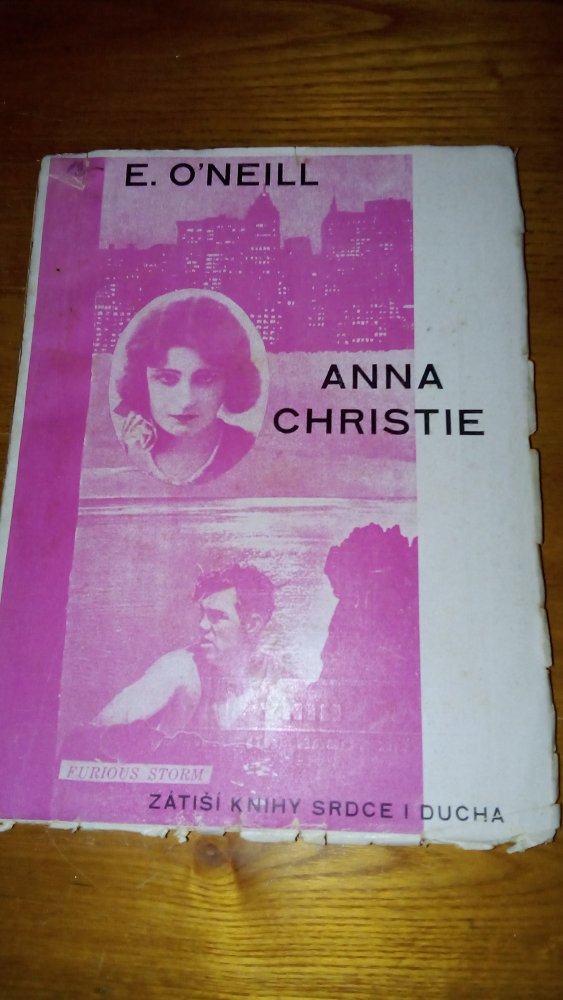 E. O'NEILL
ANNA
CHRISTIE
FURIOUS STORM
ZÁTIŠÍ KNIHY SRDCE I DUCHA